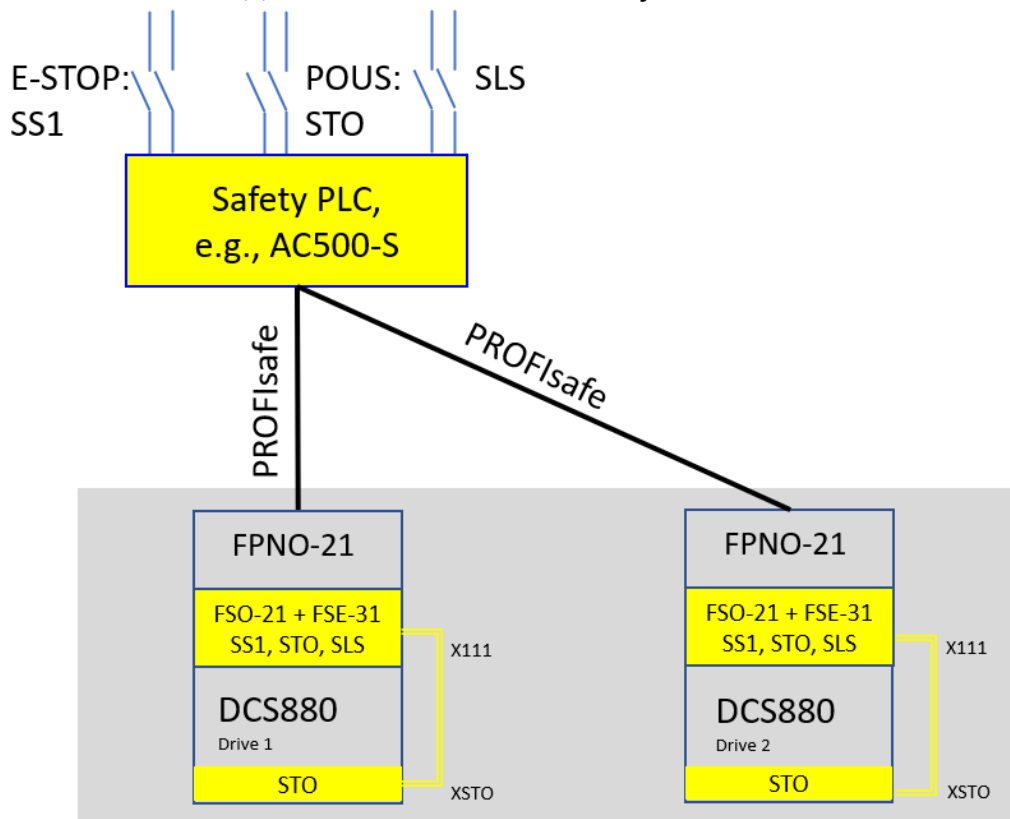 E-STOP:
SS1
POUS:
STO
SLS
Safety PLC,
e.g., AC500-S
PROFIsafe
PROFIsafe
FPNO-21
FSO-21 + FSE-31
SS1, STO, SLS
X111
DCS880
Drive 1
STO
XSTO
FPNO-21
FSO-21 + FSE-31
SS1, STO, SLS
X111
DCS880
Drive 2
STO
XSTO